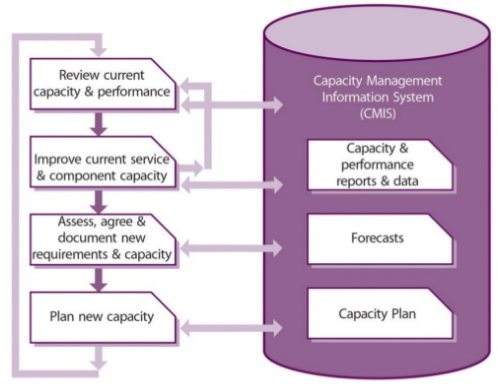 Review current
capacity & performance
Improve current service
& component capacity
Assess, agree &
document new
requirements & capacity
Plan new capacity
Capacity Management
Information System
(CMIS)
Capacity &
performance
reports & data
Forecasts
Capacity Plan